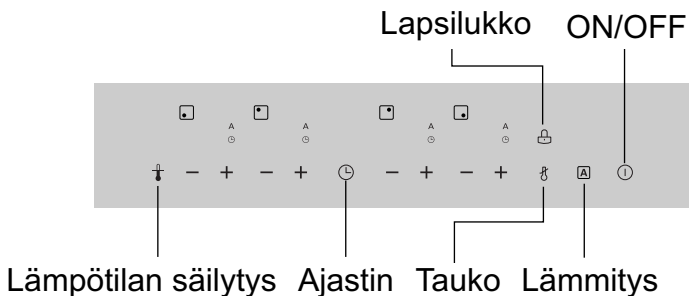 Lapsilukko ON/OFF
A A A A
− + − + − + − + A
Lämpötilan säilytys Ajastin Tauko Lämmitys